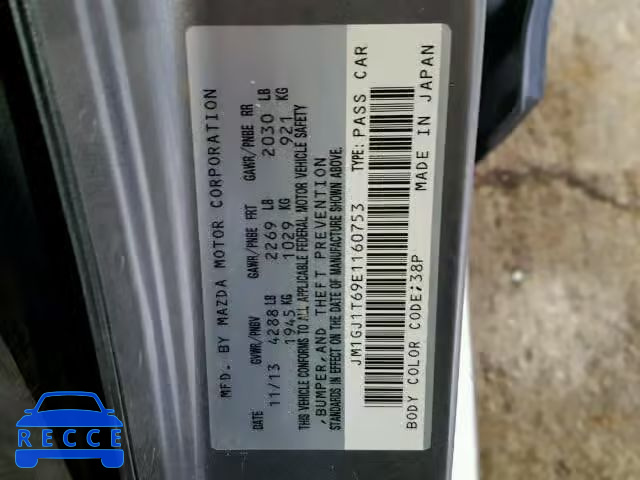 MFD. BY MAZDA MOTOR CORPORATION
DATE GVWR/PNBV GAWR/PNBE FRT GAWR/PNBE RR
11/13 4288 LB 2269 LB 2030 LB
1945 KG 1029 KG 921 KG
THIS VEHICLE CONFORMS TO ALL APPLICABLE FEDERAL MOTOR VEHICLE SAFETY
, BUMPER, AND THEFT PREVENTION
STANDARDS IN EFFECT ON THE DATE OF MANUFACTURE SHOWN ABOVE.
JM1GJ1T69E1160753 TYPE: PASS CAR
BODY COLOR CODE:38P MADE IN JAPAN
RECCE